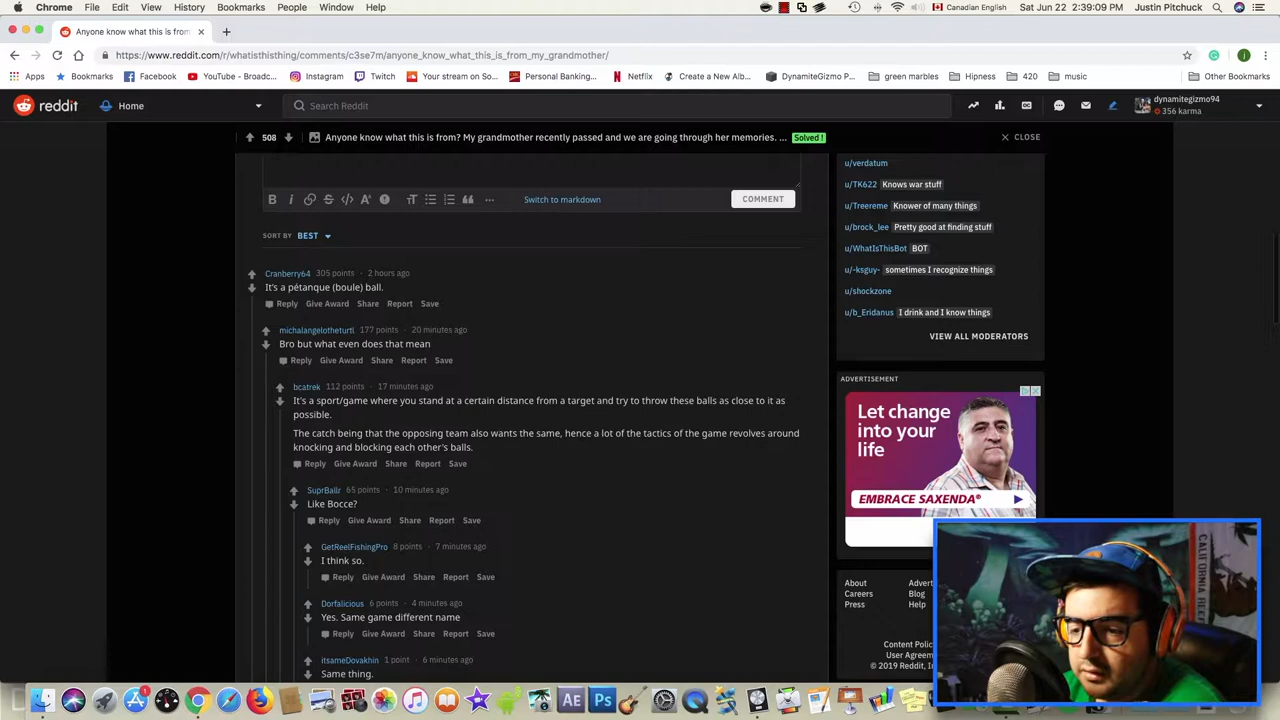 Chrome File Edit View History Bookmarks People Window Help Canadian English Sat Jun 22 2:39:09 PM Justin Pitchuck
Anyone know what this is from
https://www.reddit.com/r/whatisthisthing/comments/c3se7m/anyone_know_what_this_is_from_my_grandmother/
Apps Bookmarks Facebook YouTube - Broadc... Instagram Twitch Your stream on So... Personal Banking... Netflix Create a New Alb... DynamiteGizmo P... green marbles Hipness 420 music Other Bookmarks
reddit Home Search Reddit dynamitegizmo94
356 karma
508 Anyone know what this is from? My grandmother recently passed and we are going through her memories. ... Solved! CLOSE
Switch to markdown COMMENT
SORT BY BEST
Cranberry64 305 points · 2 hours ago
It's a pétanque (boule) ball.
Reply Give Award Share Report Save
michalangelotheturtl 177 points · 20 minutes ago
Bro but what even does that mean
Reply Give Award Share Report Save
bcatrek 112 points · 17 minutes ago
It's a sport/game where you stand at a certain distance from a target and try to throw these balls as close to it as
possible.
The catch being that the opposing team also wants the same, hence a lot of the tactics of the game revolves around
knocking and blocking each other's balls.
Reply Give Award Share Report Save
SuprBallr 65 points · 10 minutes ago
Like Bocce?
Reply Give Award Share Report Save
GetReelFishingPro 8 points · 7 minutes ago
I think so.
Reply Give Award Share Report Save
Dorfalicious 6 points · 4 minutes ago
Yes. Same game different name
Reply Give Award Share Report Save
itsameDovakhin 1 point · 6 minutes ago
Same thing.
u/verdatum
u/TK622 Knows war stuff
u/Treereme Knower of many things
u/brock_lee Pretty good at finding stuff
u/WhatIsThisBot BOT
u/-ksguy- sometimes I recognize things
u/shockzone
u/b_Eridanus I drink and I know things
VIEW ALL MODERATORS
ADVERTISEMENT
Let change
into your
life
EMBRACE SAXENDA®
About Advert
Careers Blog
Press Help
Content Policy
User Agreem
© 2019 Reddit, In
CALIFORNIA RE
Ae Ps